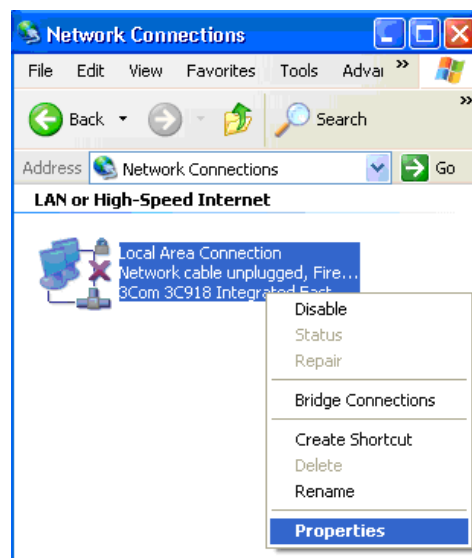 Network Connections
File Edit View Favorites Tools Advai »
Back Search »
Address Network Connections Go
LAN or High-Speed Internet
Local Area Connection
Network cable unplugged, Fire...
3Com 3C918 Integrated Fast
Disable
Status
Repair
Bridge Connections
Create Shortcut
Delete
Rename
Properties